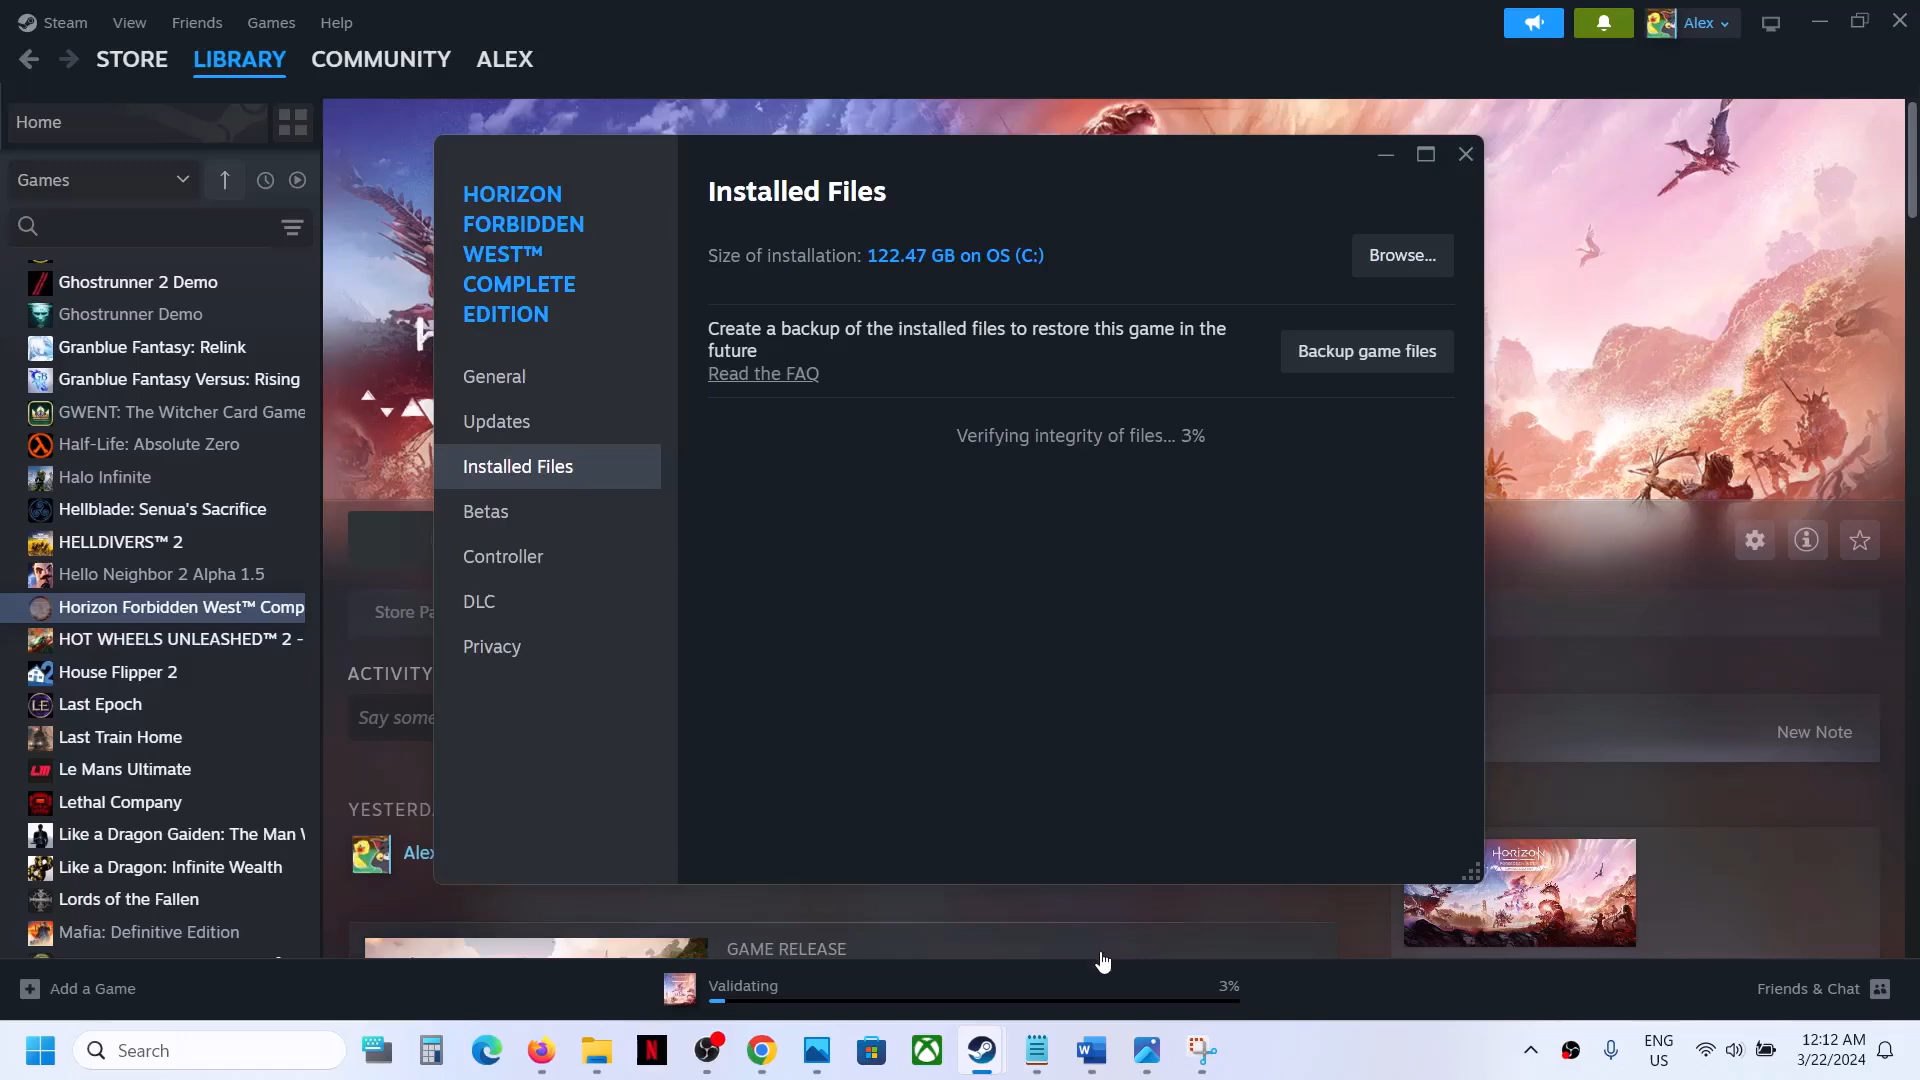 Steam View Friends Games Help
Alex
STORE LIBRARY COMMUNITY ALEX
Home
Games
Ghostrunner 2 Demo
Ghostrunner Demo
Granblue Fantasy: Relink
Granblue Fantasy Versus: Rising
GWENT: The Witcher Card Game
Half-Life: Absolute Zero
Halo Infinite
Hellblade: Senua's Sacrifice
HELLDIVERS™ 2
Hello Neighbor 2 Alpha 1.5
Horizon Forbidden West™ Comp
HOT WHEELS UNLEASHED™ 2 -
House Flipper 2
Last Epoch
Last Train Home
Le Mans Ultimate
Lethal Company
Like a Dragon Gaiden: The Man
Like a Dragon: Infinite Wealth
Lords of the Fallen
Mafia: Definitive Edition
HORIZON
FORBIDDEN
WEST™
COMPLETE
EDITION
General
Updates
Installed Files
Betas
Controller
DLC
Privacy
Installed Files
Size of installation: 122.47 GB on OS (C:)
Browse...
Create a backup of the installed files to restore this game in the
future
Read the FAQ
Backup game files
Verifying integrity of files... 3%
Store Pa
ACTIVITY
Say some
New Note
YESTERD
Alex
GAME RELEASE
HORIZON
Add a Game
Validating 3%
Friends & Chat
Search
ENG
US
12:12 AM
3/22/2024